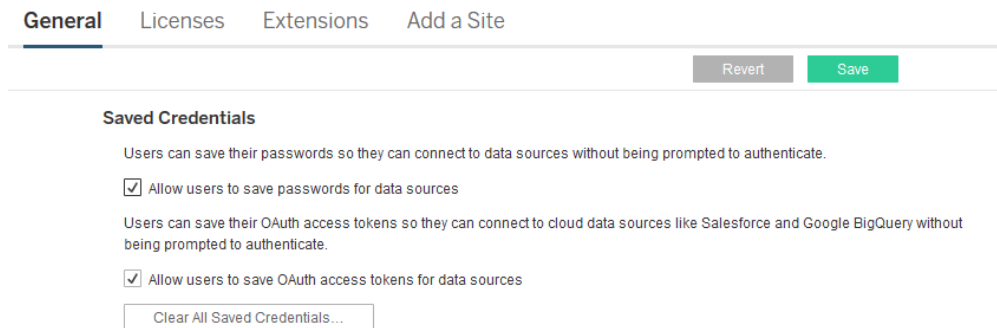 General Licenses Extensions Add a Site
Revert Save
Saved Credentials
Users can save their passwords so they can connect to data sources without being prompted to authenticate.
Allow users to save passwords for data sources
Users can save their OAuth access tokens so they can connect to cloud data sources like Salesforce and Google BigQuery without
being prompted to authenticate.
Allow users to save OAuth access tokens for data sources
Clear All Saved Credentials...